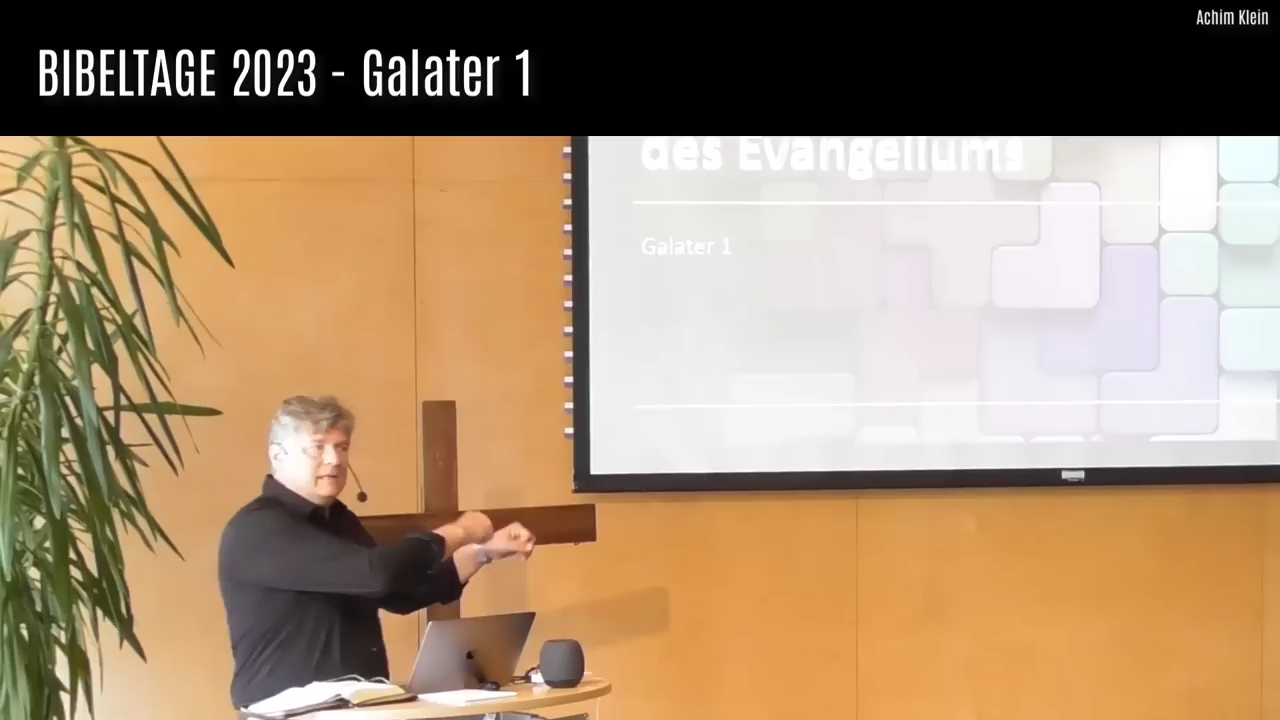 Achim Klein
BIBELTAGE 2023 - Galater 1
des Evangeliums
Galater 1